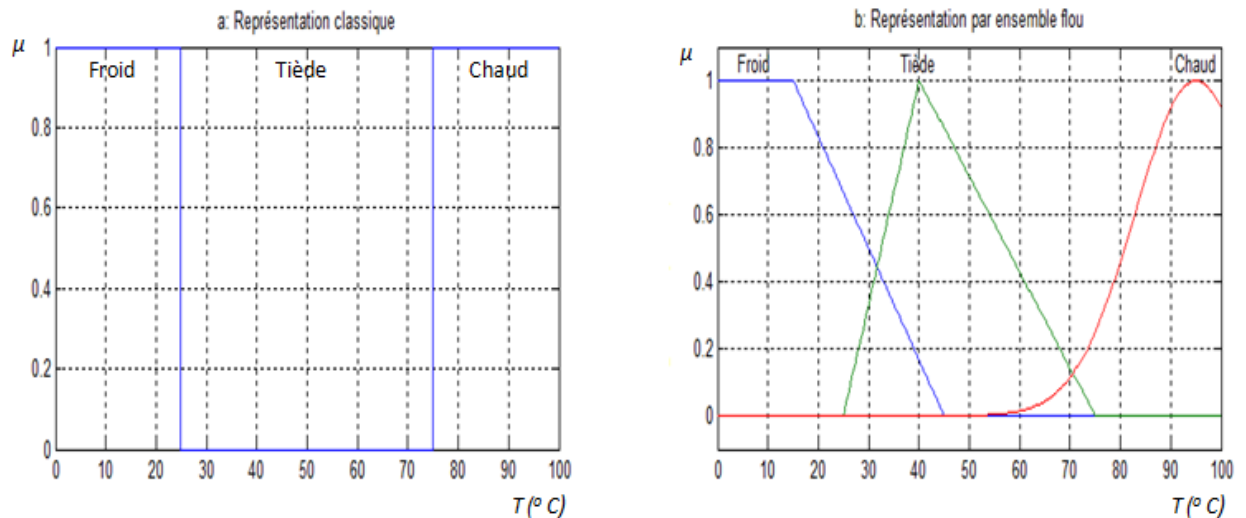 a: Représentation classique
μ
Froid
Tiède
Chaud
1
0.8
0.6
0.4
0.2
0
0 10 20 30 40 50 60 70 80 90 100
T (° C)
b: Représentation par ensemble flou
μ
Froid
Tiède
Chaud
1
0.8
0.6
0.4
0.2
0
0 10 20 30 40 50 60 70 80 90 100
T (° C)